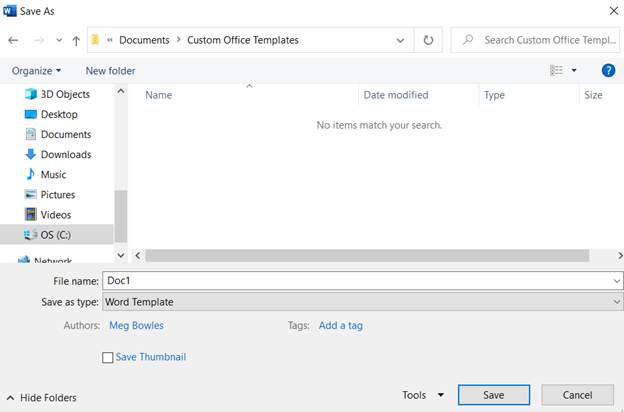 Save As
Documents > Custom Office Templates
Search Custom Office Templ...
Organize
New folder
Name
Date modified
Type
Size
No items match your search.
3D Objects
Desktop
Documents
Downloads
Music
Pictures
Videos
OS (C:)
Network
File name: Doc1
Save as type: Word Template
Authors: Meg Bowles
Tags: Add a tag
Save Thumbnail
Hide Folders
Tools
Save
Cancel